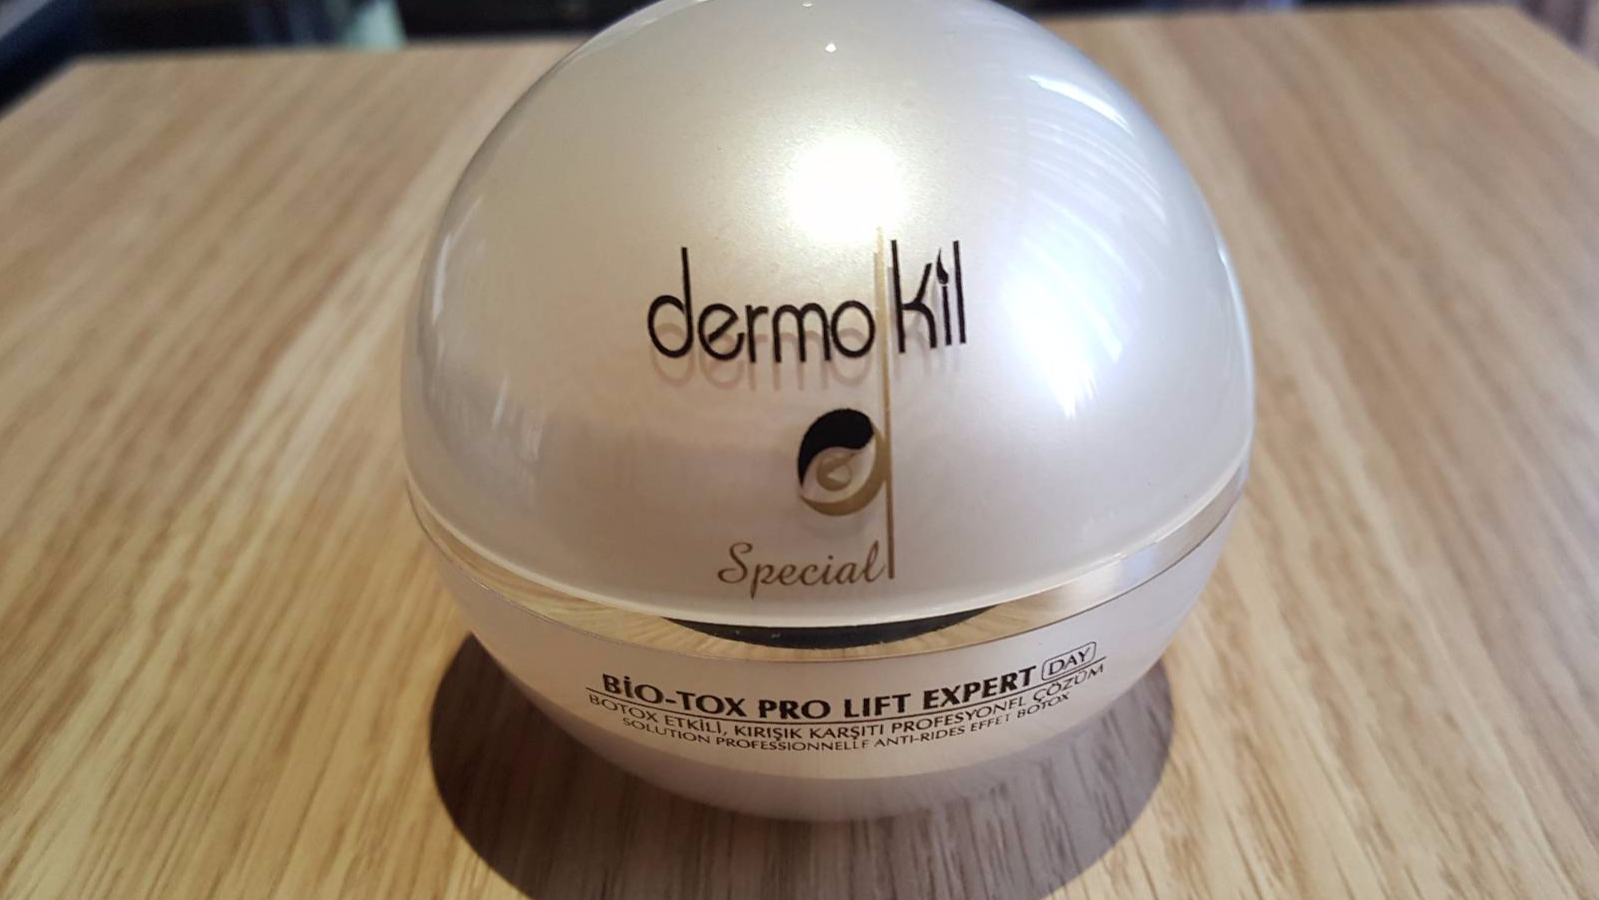 dermokil
Special
BİO-TOX PRO LIFT EXPERT DAY
BOTOX ETKİLİ, KIRIŞIK KARŞITI PROFESYONEL ÇÖZÜM
SOLUTION PROFESSIONNELLE ANTI-RIDES EFFET BOTOX